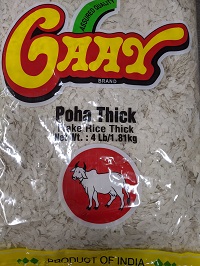 ASSURED QUALITY
GAAY
BRAND
Poha Thick
Flake Rice Thick
Net Wt. : 4 Lb/1.81kg
PRODUCT OF INDIA